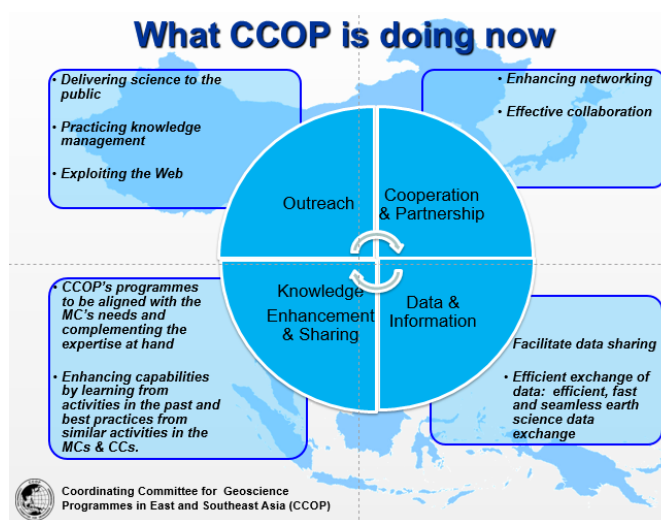 What CCOP is doing now
• Delivering science to the
public
• Practicing knowledge
management
• Exploiting the Web
• Enhancing networking
• Effective collaboration
Outreach
Cooperation
& Partnership
Knowledge
Enhancement
& Sharing
Data &
Information
• CCOP's programmes
to be aligned with the
MC's needs and
complementing the
expertise at hand
• Enhancing capabilities
by learning from
activities in the past and
best practices from
similar activities in the
MCs & CCs.
Facilitate data sharing
• Efficient exchange of
data: efficient, fast
and seamless earth
science data
exchange
CCOP
Coordinating Committee for Geoscience
Programmes in East and Southeast Asia (CCOP)